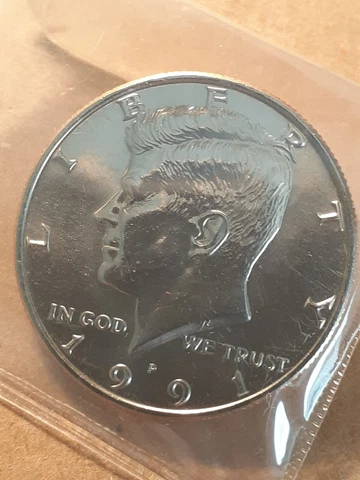 LIBERTY
IN GOD
WE TRUST
P
1991